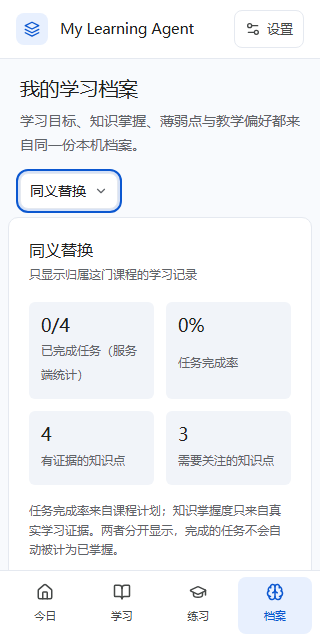 My Learning Agent
设置
我的学习档案
学习目标、知识掌握、薄弱点与教学偏好都来
自同一份本机档案。
同义替换
同义替换
只显示归属这门课程的学习记录
0/4
已完成任务（服务
端统计）
0%
任务完成率
4
有证据的知识点
3
需要关注的知识点
任务完成率来自课程计划；知识掌握度只来自真
实学习证据。两者分开显示，完成的任务不会自
动被计为已掌握。
今日
学习
练习
档案